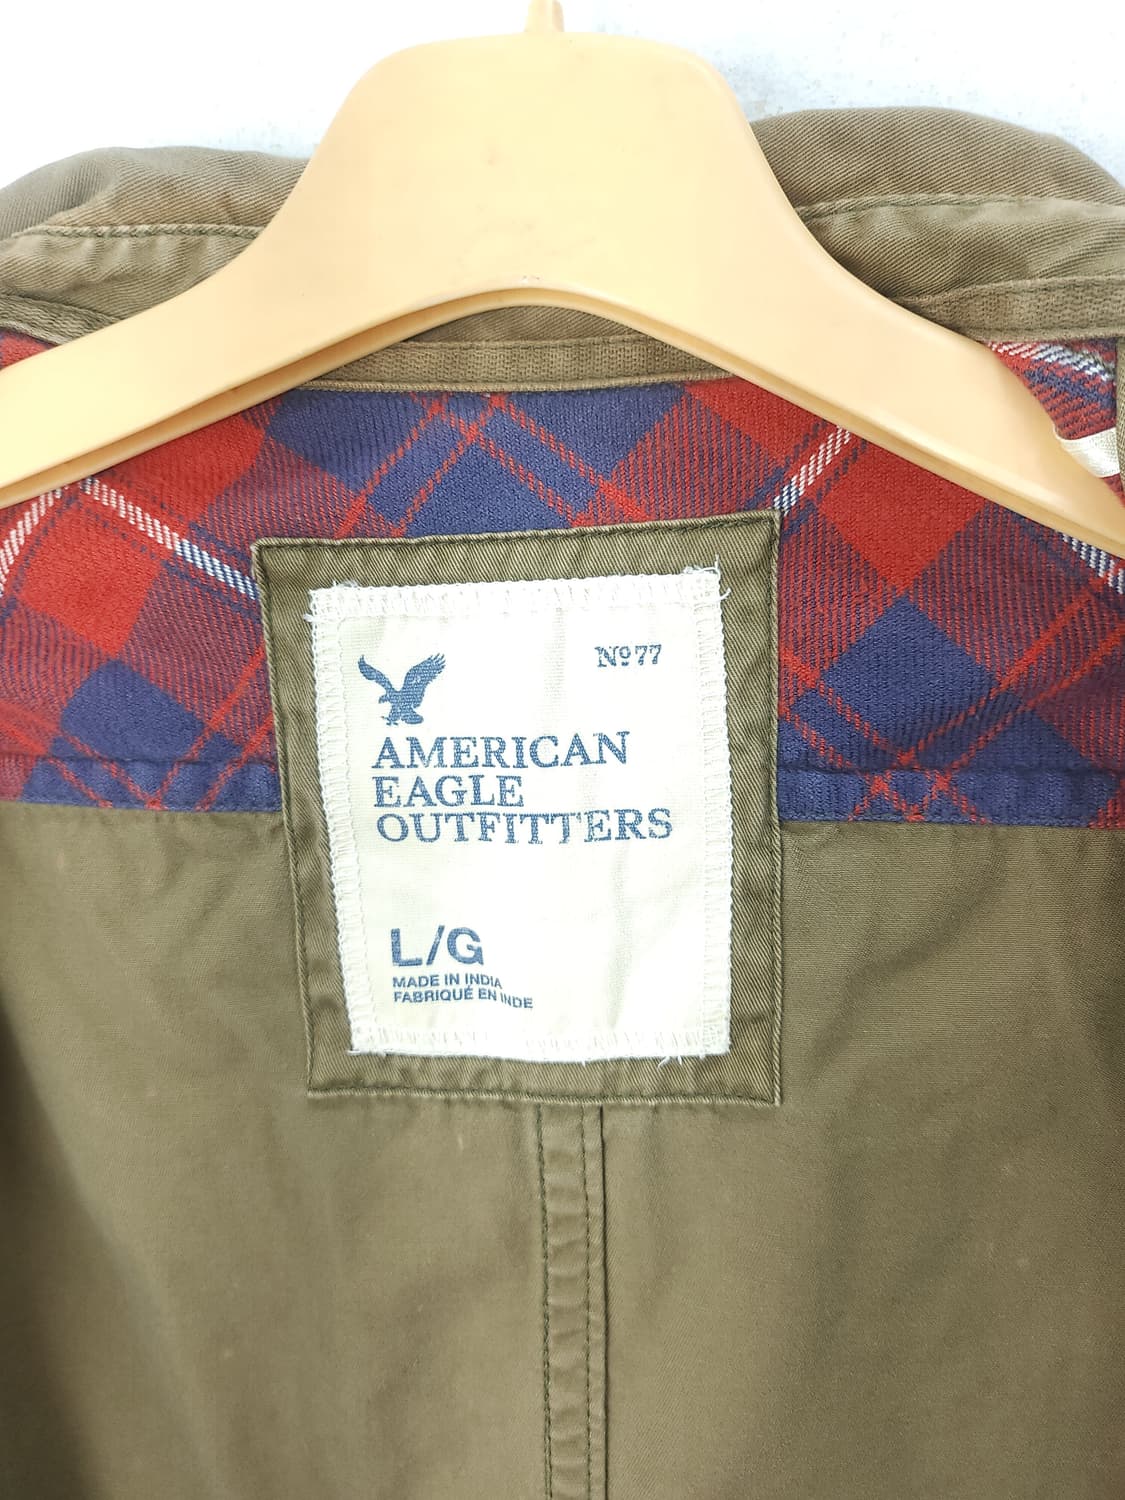 Nº77
AMERICAN
EAGLE
OUTFITTERS
L/G
MADE IN INDIA
FABRIQUÉ EN INDE